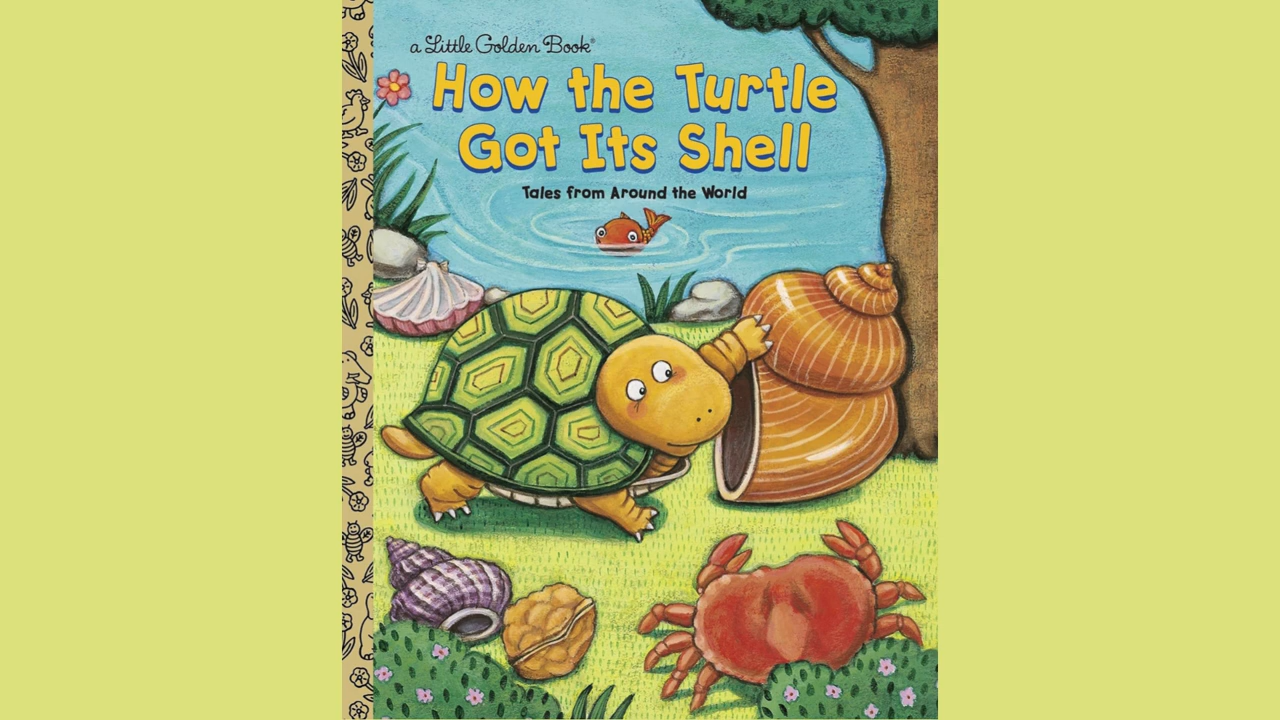 a Little Golden Book®
How the Turtle
Got Its Shell
Tales from Around the World